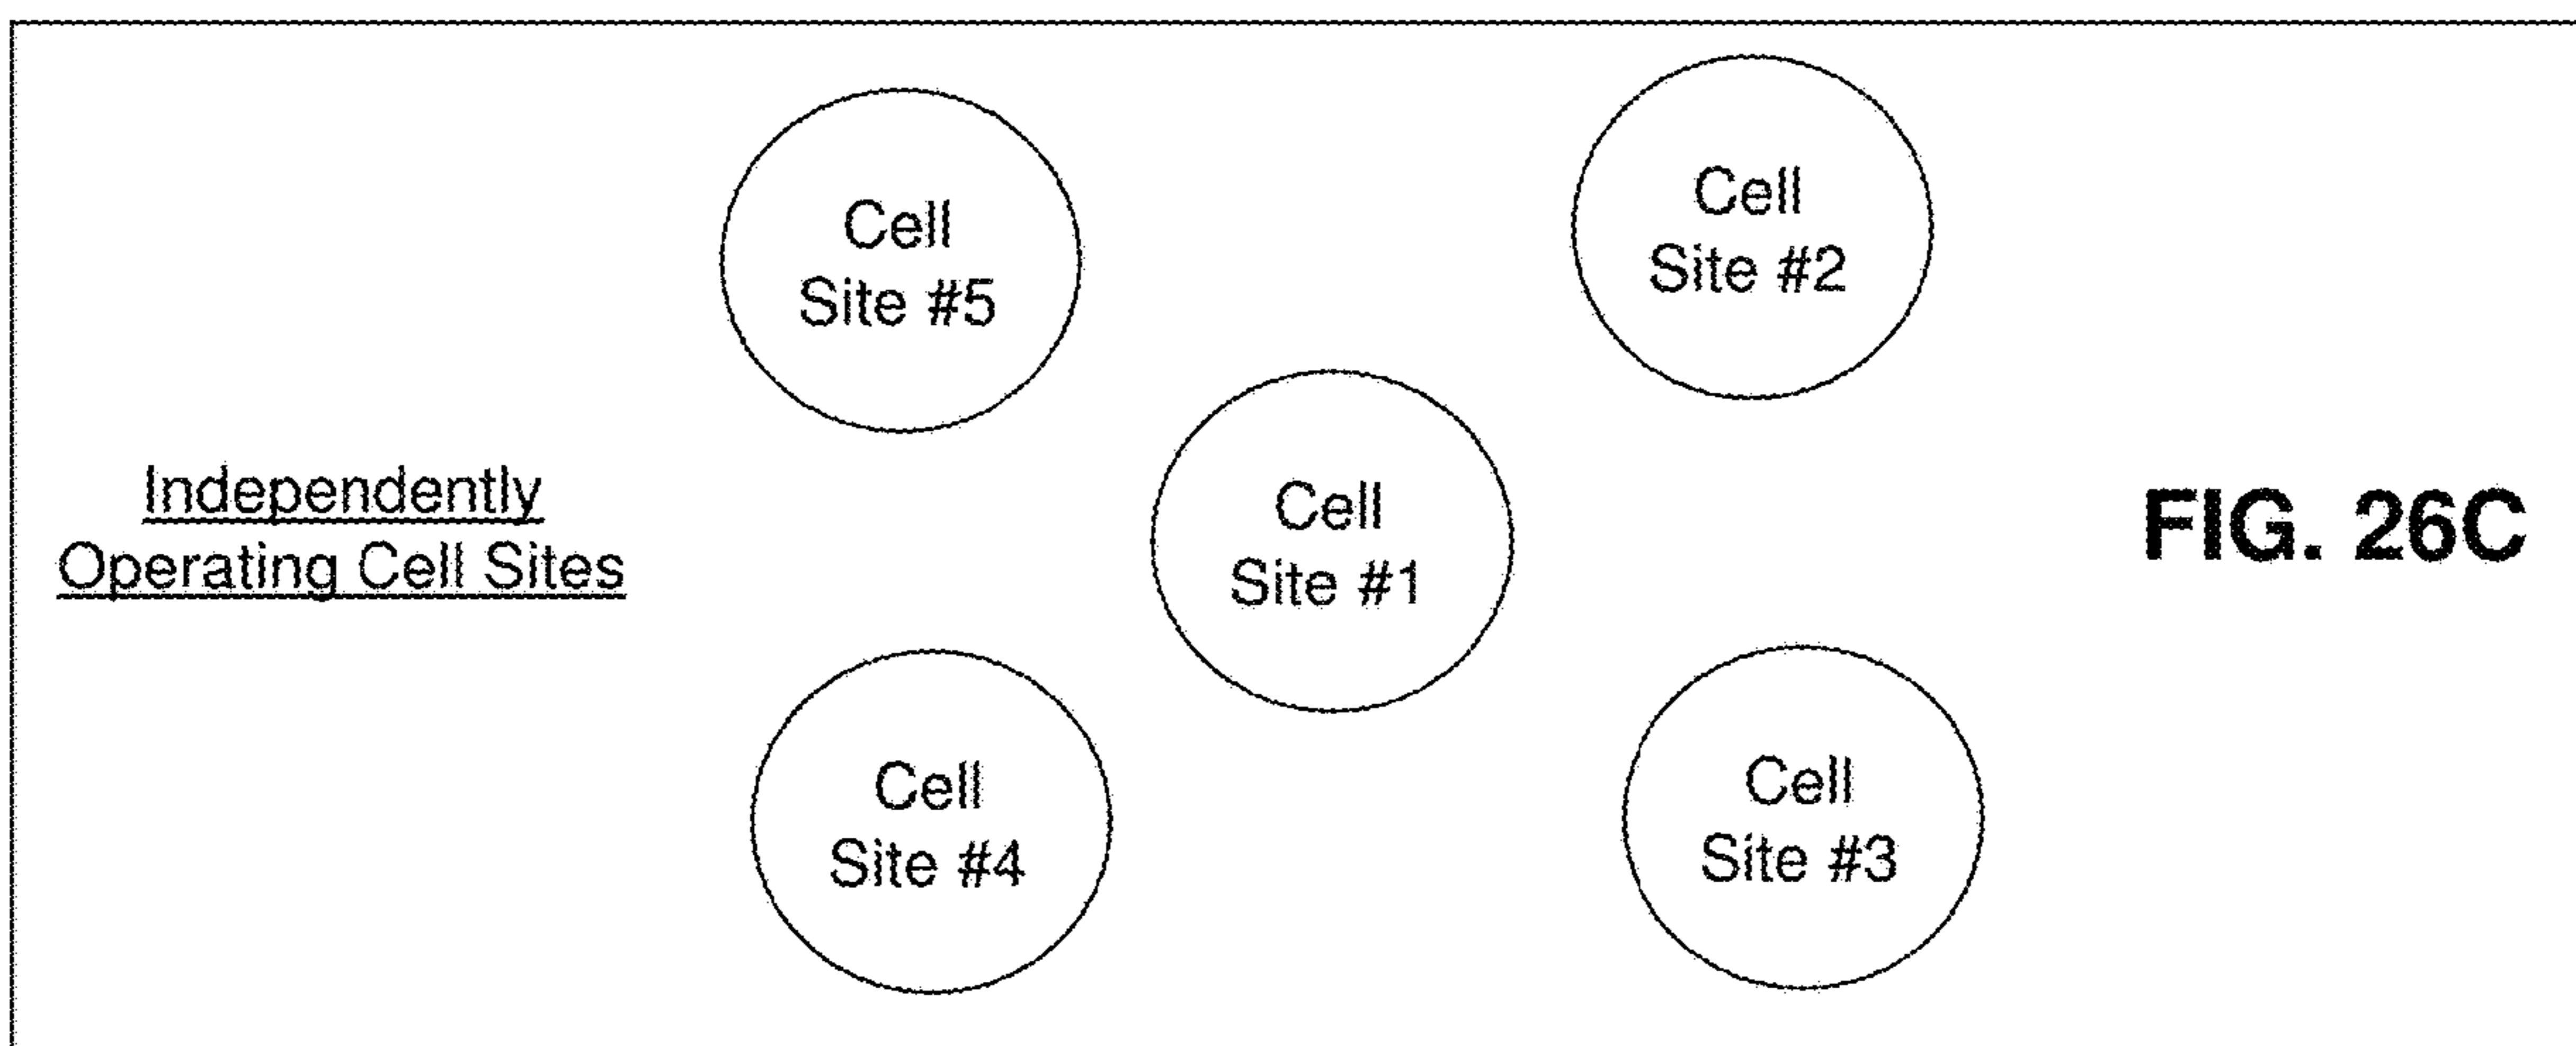 Cell
Site #5
Cell
Site #2
Independently
Operating Cell Sites
Cell
Site #1
FIG. 26C
Cell
Site #4
Cell
Site #3